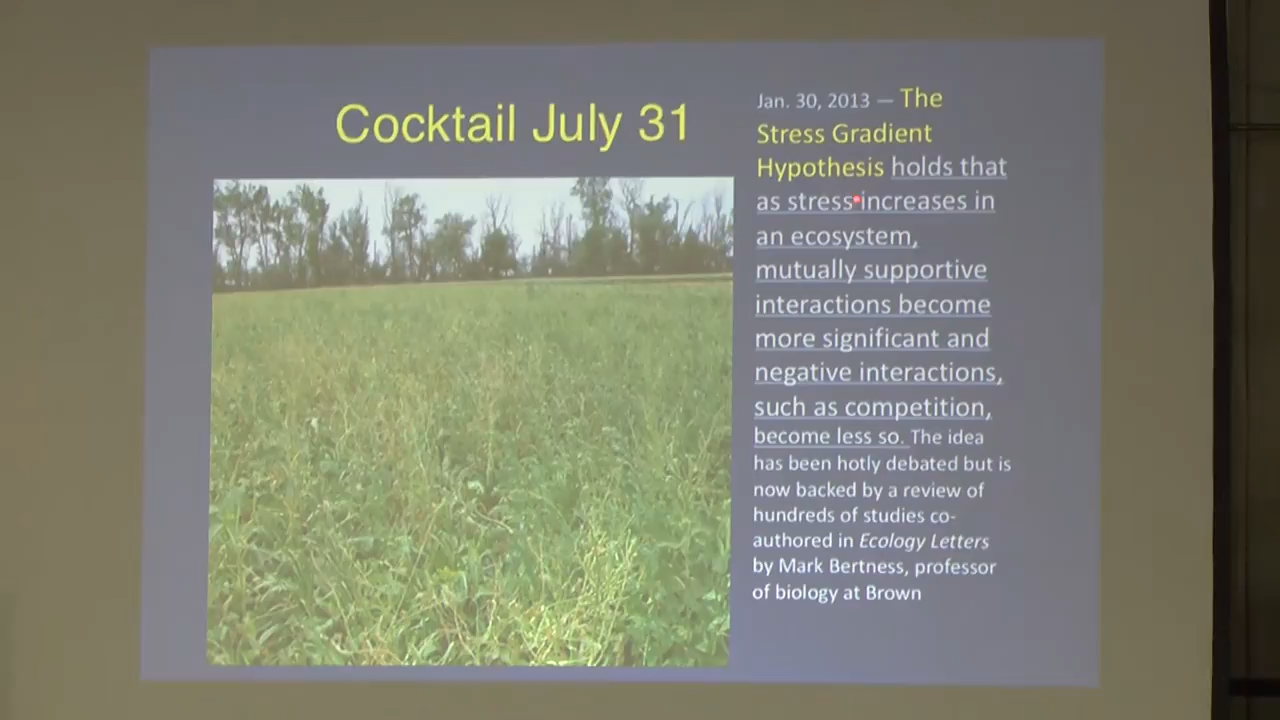 Cocktail July 31
Jan. 30, 2013 — The
Stress Gradient
Hypothesis holds that
as stress increases in
an ecosystem,
mutually supportive
interactions become
more significant and
negative interactions,
such as competition,
become less so. The idea
has been hotly debated but is
now backed by a review of
hundreds of studies co-
authored in Ecology Letters
by Mark Bertness, professor
of biology at Brown